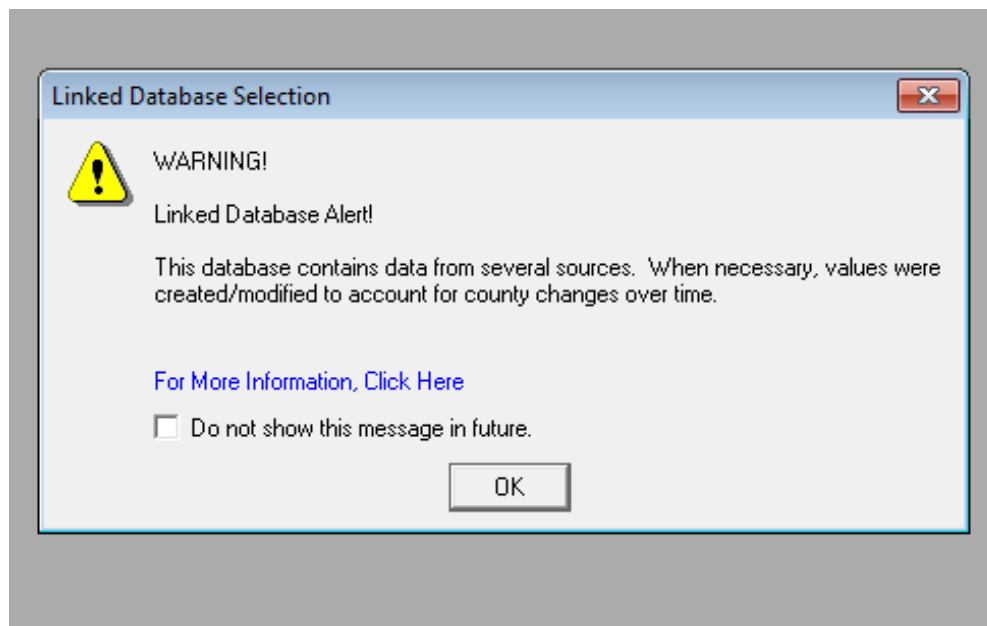 Linked Database Selection
WARNING!
Linked Database Alert!
This database contains data from several sources.  When necessary, values were
created/modified to account for county changes over time.
For More Information, Click Here
Do not show this message in future.
OK